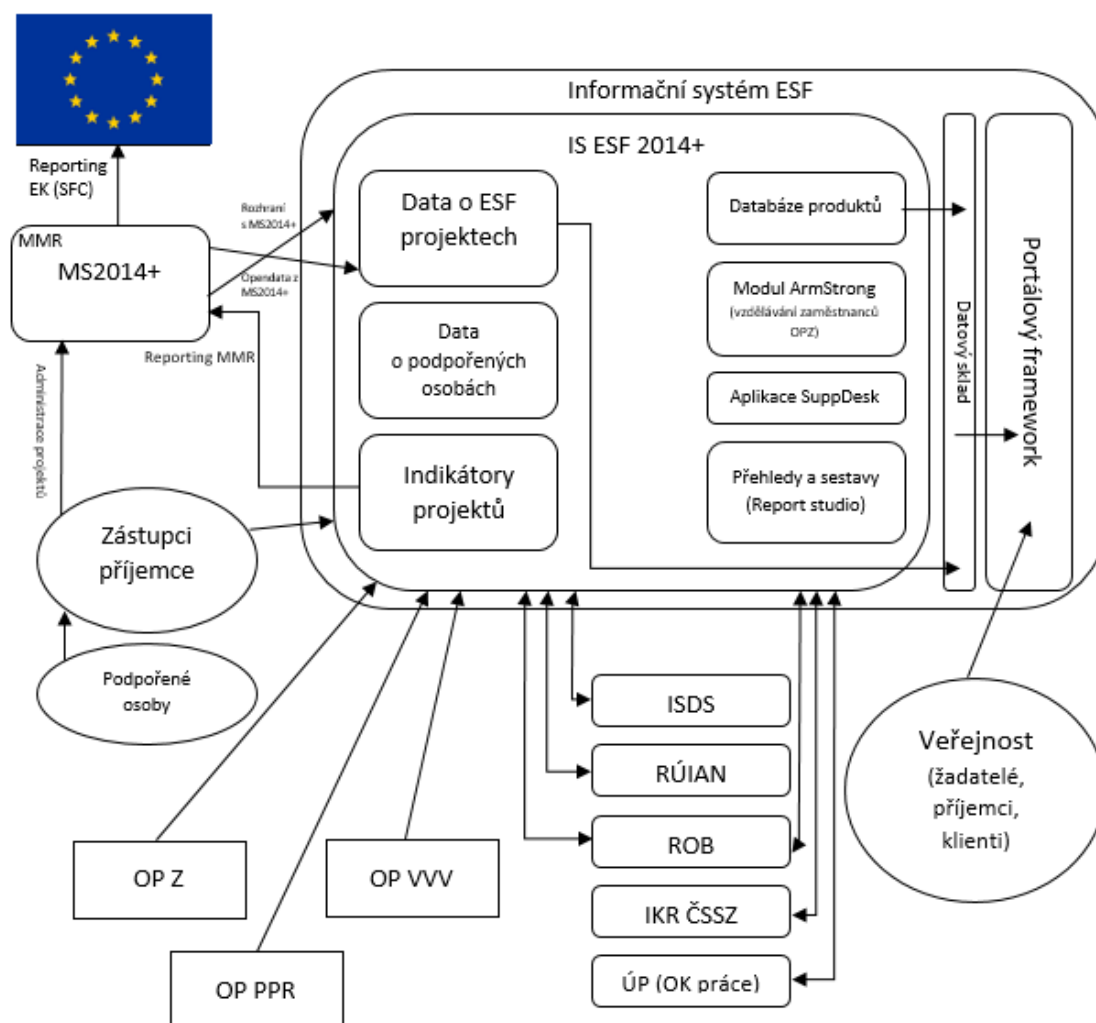 Informační systém ESF
IS ESF 2014+
Reporting
EK (SFC)
MMR
MS2014+
Rozhraní
s MS2014+
Opendata z
MS2014+
Reporting MMR
Administrace projektů
Data o ESF
projektech
Data
o podpořených
osobách
Indikátory
projektů
Databáze produktů
Modul ArmStrong
(vzdělávání zaměstnanců
OPZ)
Aplikace SuppDesk
Přehledy a sestavy
(Report studio)
Datový sklad
Portálový framework
Zástupci
příjemce
Podpořené
osoby
OP Z
OP VVV
OP PPR
ISDS
RÚIAN
ROB
IKR ČSSZ
ÚP (OK práce)
Veřejnost
(žadatelé,
příjemci,
klienti)